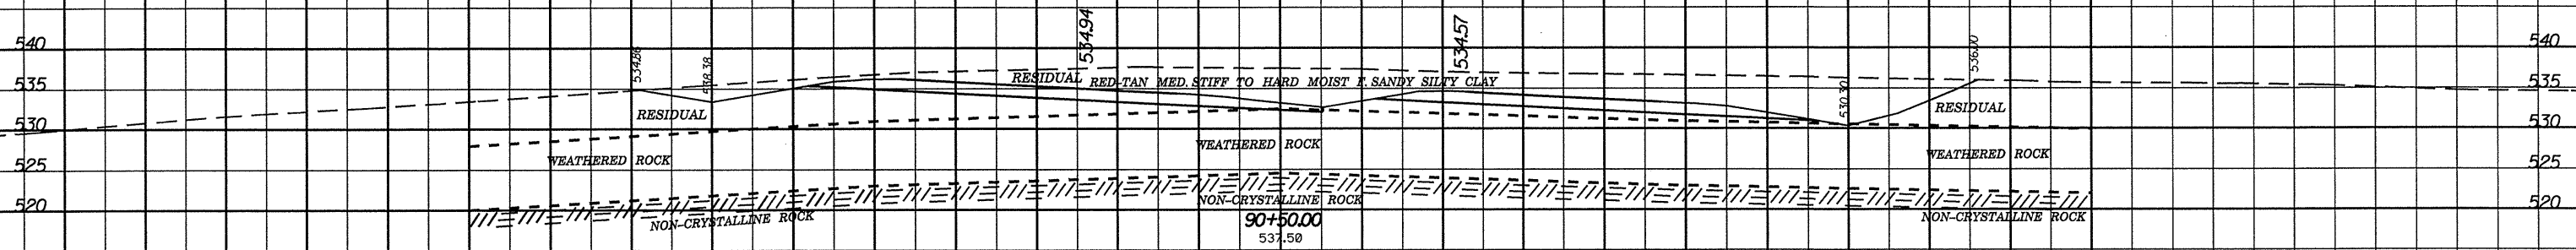 534.94
534.57
540
534.86
538.38
536.00
540
535
RESIDUAL RED-TAN MED. STIFF TO HARD MOIST F. SANDY SILTY CLAY
535
RESIDUAL
530.30
RESIDUAL
530
530
WEATHERED ROCK
WEATHERED ROCK
WEATHERED ROCK
525
525
520
NON-CRYSTALLINE ROCK
NON-CRYSTALLINE ROCK
NON-CRYSTALLINE ROCK
520
90+50.00
537.50